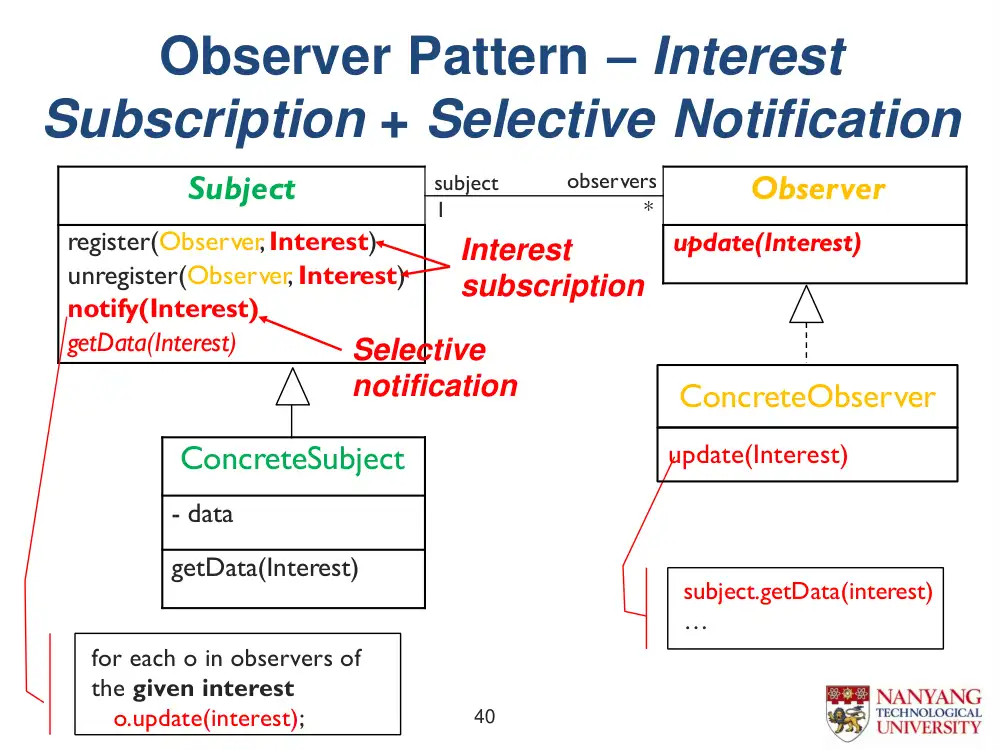 Observer Pattern – Interest
Subscription + Selective Notification
Subject
register(Observer, Interest)
unregister(Observer, Interest)
notify(Interest)
getData(Interest)
subject
observers
1
*
Observer
update(Interest)
Interest
subscription
Selective
notification
ConcreteSubject
- data
getData(Interest)
ConcreteObserver
update(Interest)
subject.getData(interest)
…
for each o in observers of
the given interest
o.update(interest);
40
NANYANG
TECHNOLOGICAL
UNIVERSITY